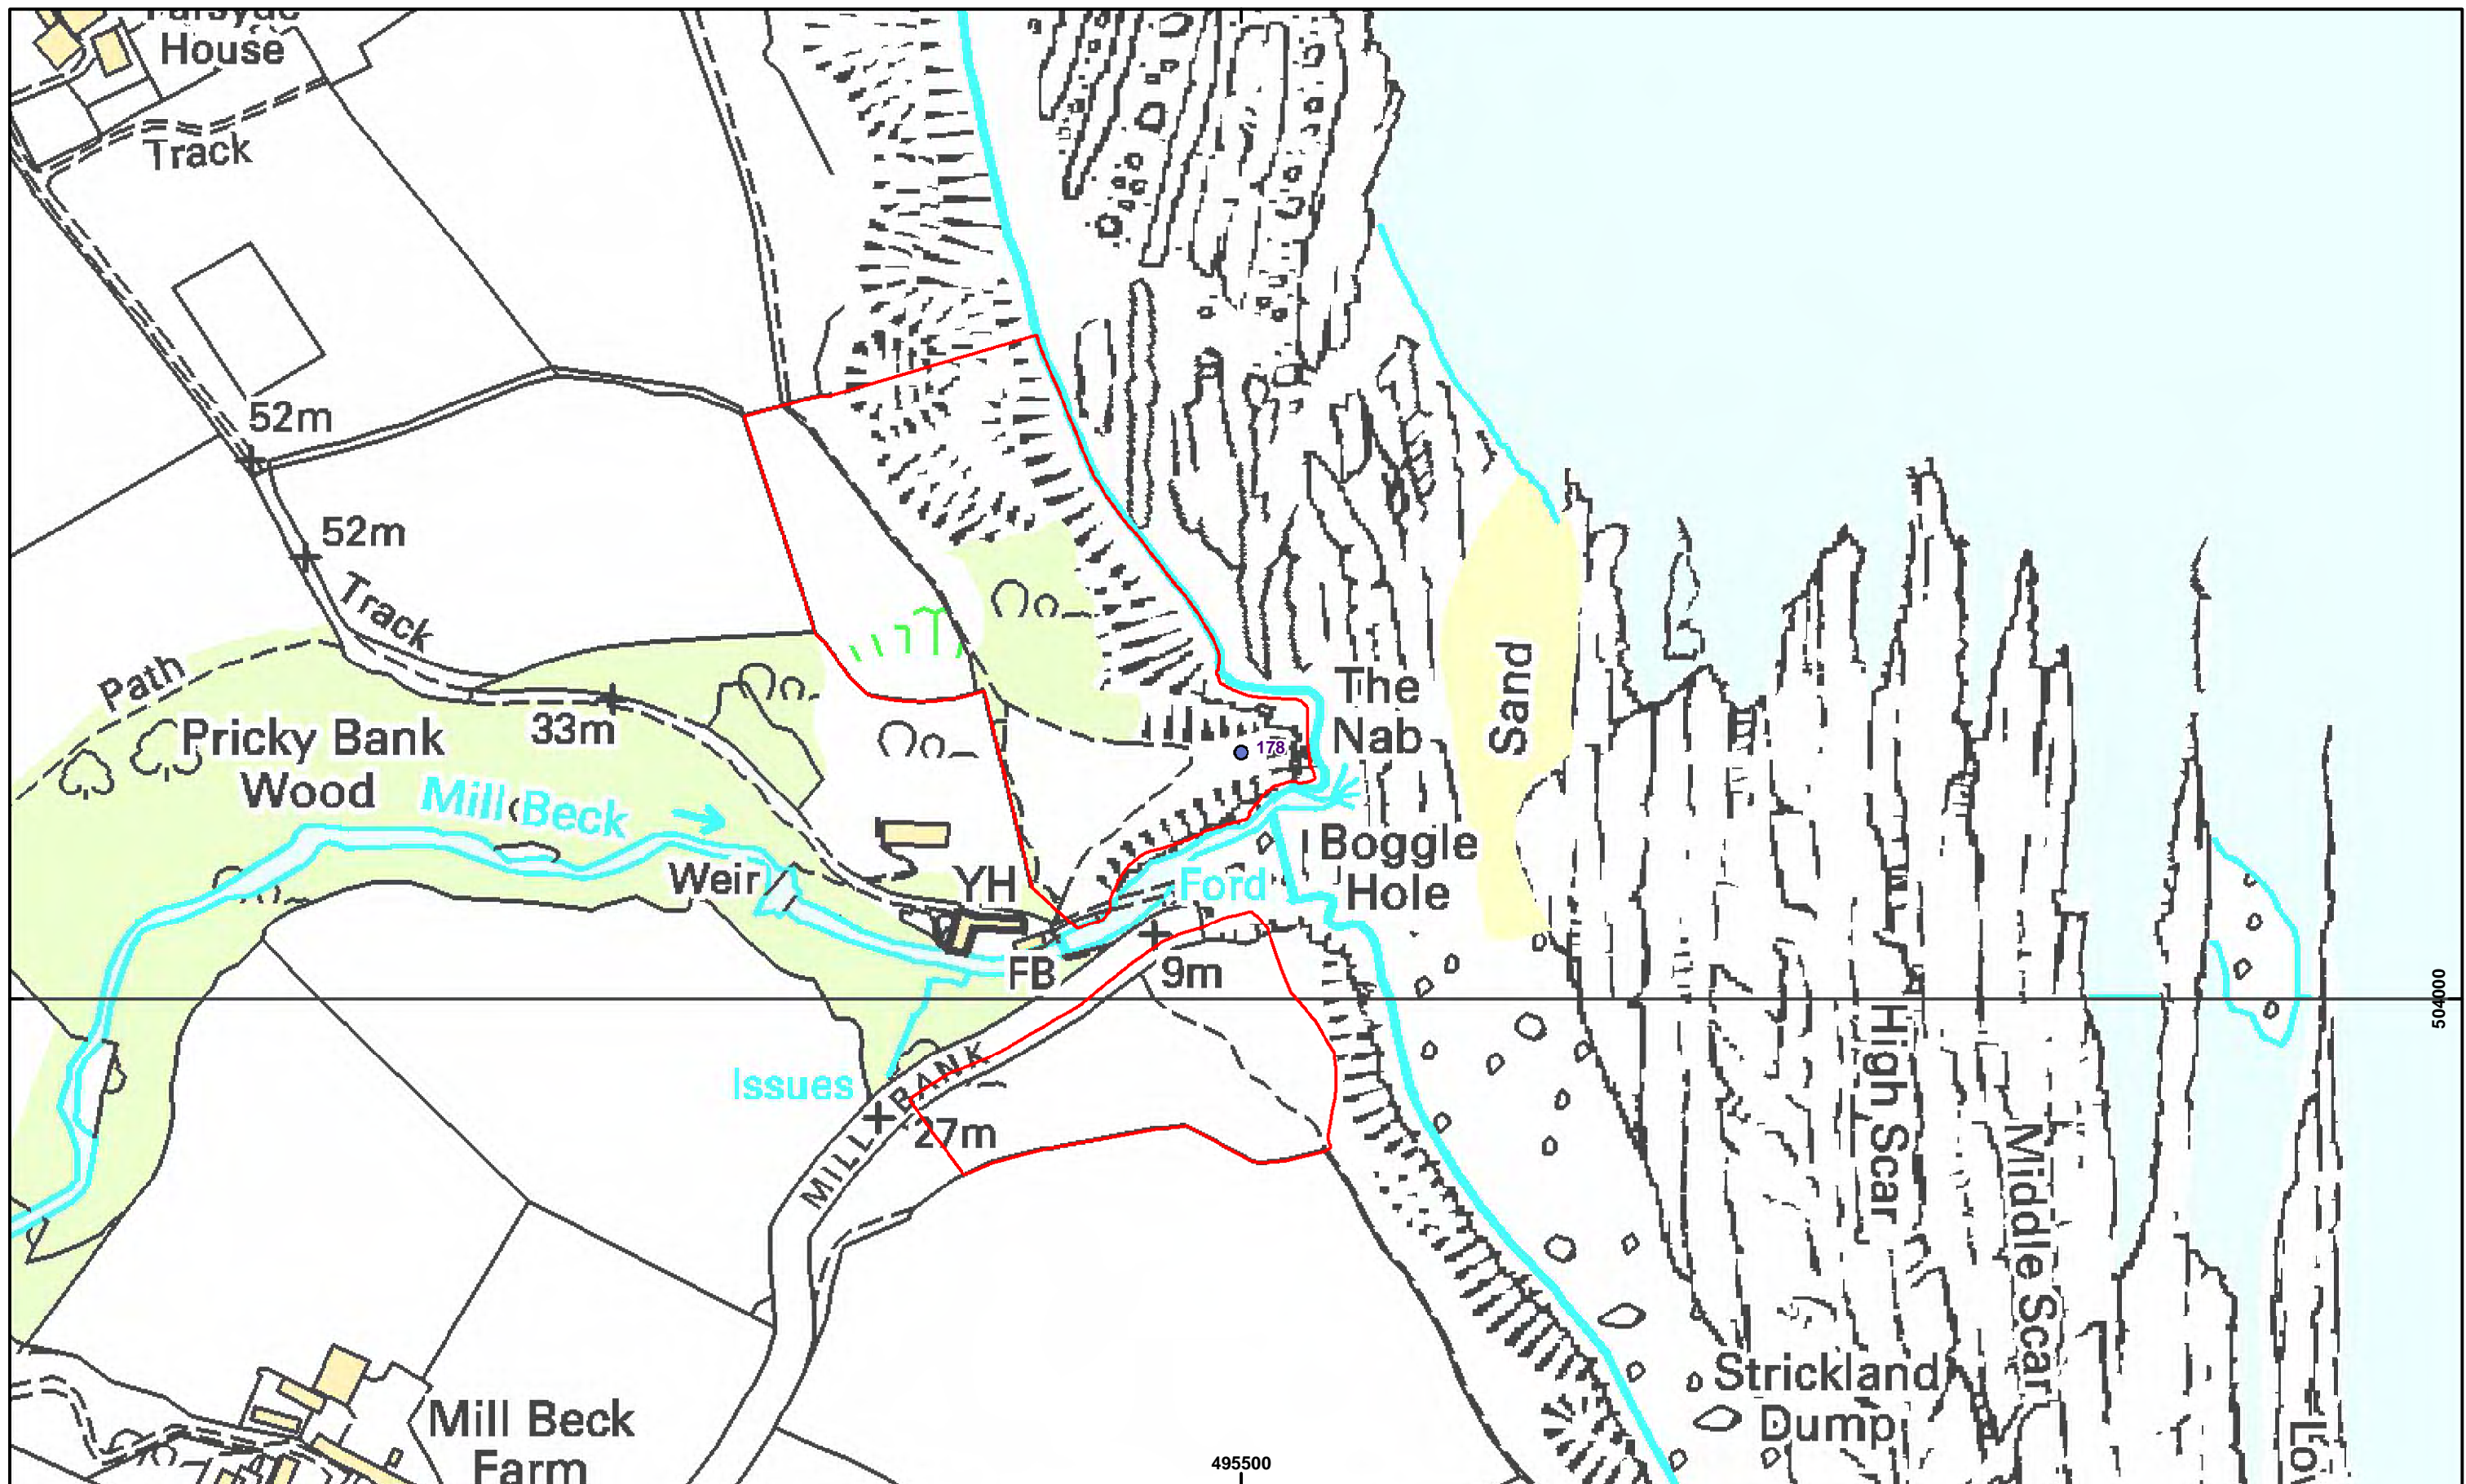 House
Track
52m
52m
Track
Path
33m
Pricky Bank
Wood
Mill Beck
Weir
YH
FB
Ford
9m
The
Nab
178
Boggle
Hole
Sand
Issues
MILL BANK
27m
High Scar
Middle Scar
504000
Strickland
Dump
Mill Beck
Farm
495500